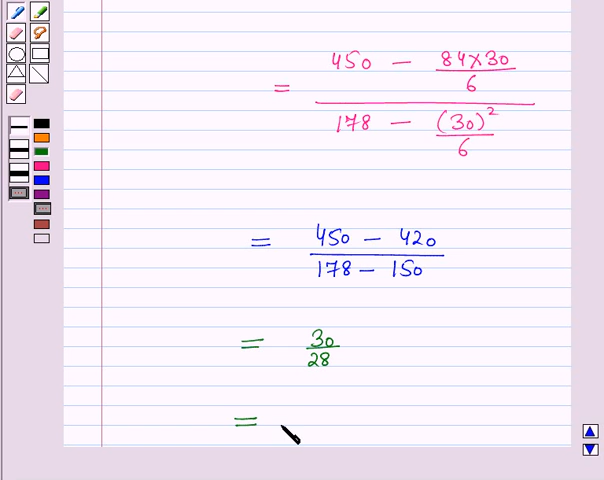 = (450 - (84×30)/6) / (178 - (30)²/6)
= (450 - 420) / (178 - 150)
= 30/28
=